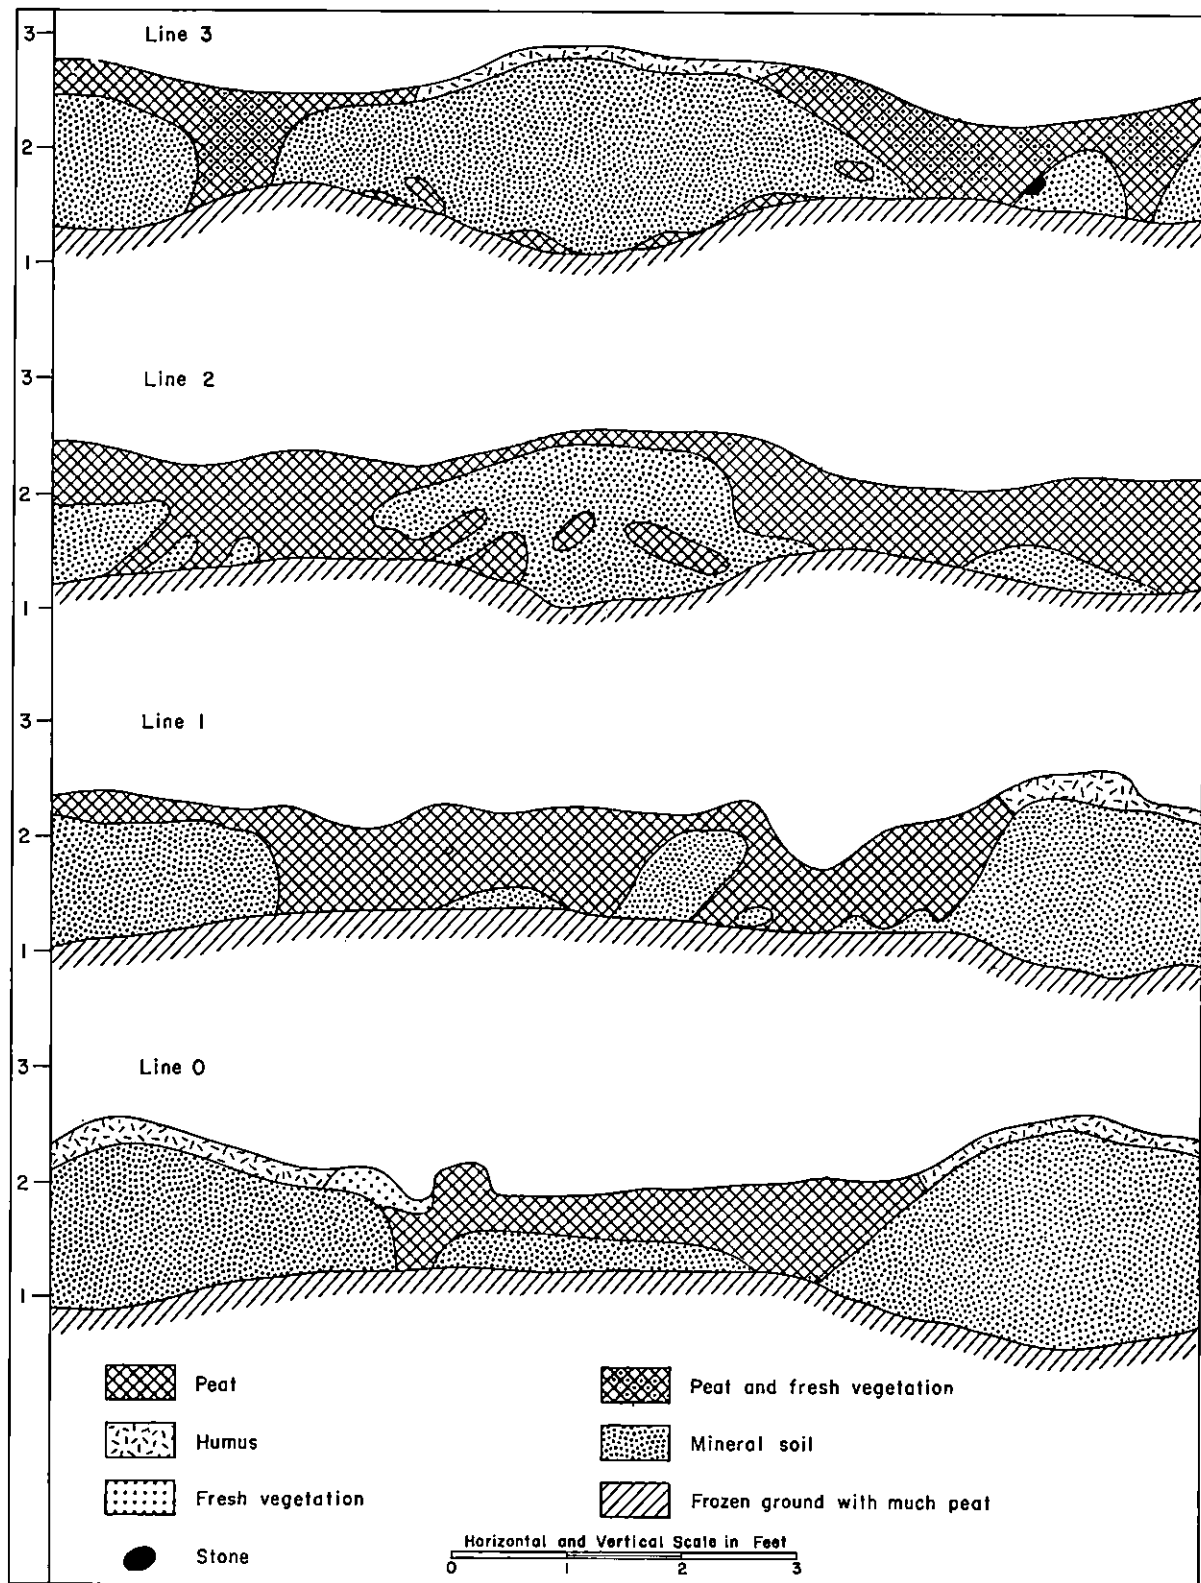 3
Line 3
2
1
3
Line 2
2
1
3
Line 1
2
1
3
Line 0
2
1
Peat
Peat and fresh vegetation
Humus
Mineral soil
Fresh vegetation
Frozen ground with much peat
Stone
Horizontal and Vertical Scale in Feet
0 1 2 3